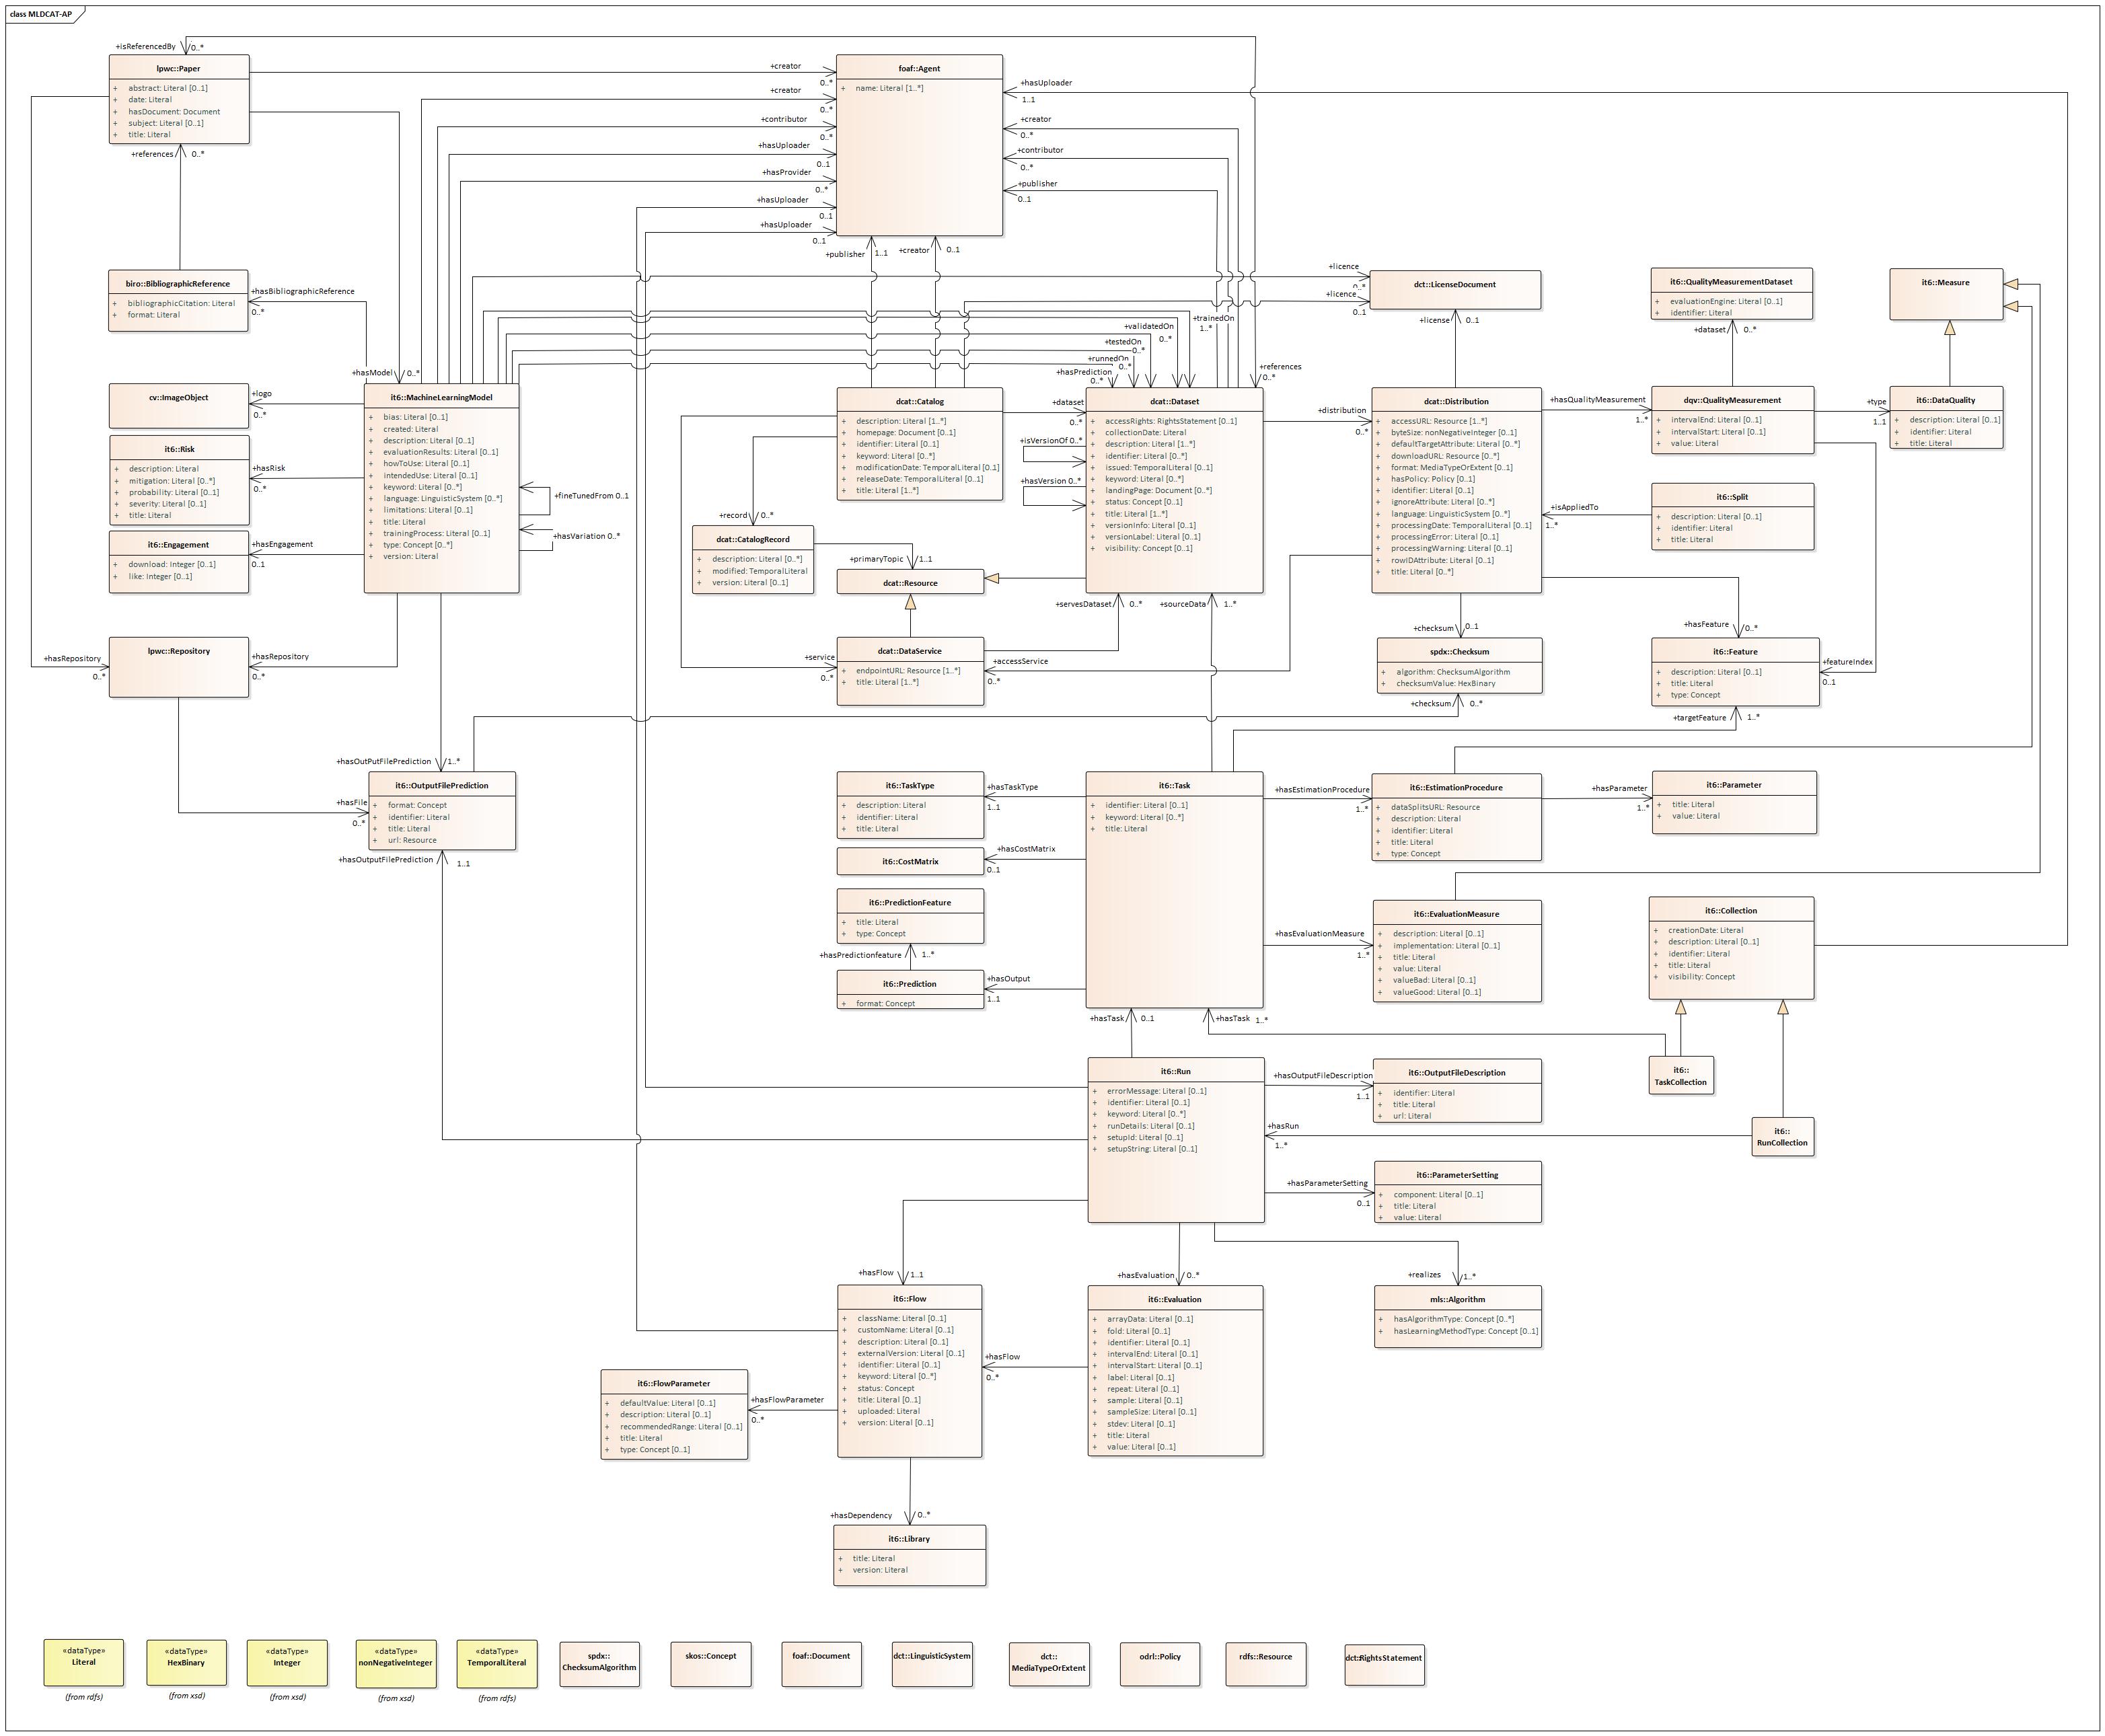 class MLDCAT-AP
+isReferencedBy
0..*
lpwc::Paper
+ abstract: Literal [0..1]
+ date: Literal
+ hasDocument: Document
+ subject: Literal [0..1]
+ title: Literal
+references
0..*
+creator
0..*
+creator
0..*
+contributor
0..*
+hasUploader
0..1
+hasProvider
0..*
+hasUploader
0..1
+hasUploader
0..1
foaf::Agent
+ name: Literal [1..*]
+hasUploader
1..1
+creator
0..*
+contributor
0..*
+publisher
0..1
+publisher
1..1
+creator
0..1
biro::BibliographicReference
+ bibliographicCitation: Literal
+ format: Literal
+hasBibliographicReference
0..*
+licence
0..*
+licence
0..1
dct::LicenseDocument
+license
0..1
it6::QualityMeasurementDataset
+ evaluationEngine: Literal [0..1]
+ identifier: Literal
+dataset
0..*
it6::Measure
+trainedOn
1..*
+validatedOn
0..*
+testedOn
0..*
+runnedOn
0..*
+hasPrediction
0..*
+references
0..*
+hasModel
0..*
cv::ImageObject
+logo
0..*
it6::Risk
+ description: Literal
+ mitigation: Literal [0..*]
+ probability: Literal [0..1]
+ severity: Literal [0..1]
+ title: Literal
+hasRisk
0..*
it6::Engagement
+ download: Integer [0..1]
+ like: Integer [0..1]
+hasEngagement
0..1
it6::MachineLearningModel
+ bias: Literal [0..1]
+ created: Literal
+ description: Literal [0..1]
+ evaluationResults: Literal [0..1]
+ howToUse: Literal [0..1]
+ intendedUse: Literal [0..1]
+ keyword: Literal [0..*]
+ language: LinguisticSystem [0..*]
+ limitations: Literal [0..1]
+ title: Literal
+ trainingProcess: Literal [0..1]
+ type: Concept [0..*]
+ version: Literal
+fineTunedFrom 0..1
+hasVariation 0..*
dcat::Catalog
+ description: Literal [1..*]
+ homepage: Document [0..1]
+ identifier: Literal [0..1]
+ keyword: Literal [0..*]
+ modificationDate: TemporalLiteral [0..1]
+ releaseDate: TemporalLiteral [0..1]
+ title: Literal [1..*]
+dataset
0..*
+isVersionOf 0..*
+hasVersion 0..*
dcat::Dataset
+ accessRights: RightsStatement [0..1]
+ collectionDate: Literal
+ description: Literal [1..*]
+ identifier: Literal [0..*]
+ issued: TemporalLiteral [0..1]
+ keyword: Literal [0..*]
+ landingPage: Document [0..*]
+ status: Concept [0..1]
+ title: Literal [1..*]
+ versionInfo: Literal [0..1]
+ versionLabel: Literal [0..1]
+ visibility: Concept [0..1]
+distribution
0..*
dcat::Distribution
+ accessURL: Resource [1..*]
+ byteSize: nonNegativeInteger [0..1]
+ defaultTargetAttribute: Literal [0..*]
+ downloadURL: Resource [0..*]
+ format: MediaTypeOrExtent [0..1]
+ hasPolicy: Policy [0..1]
+ identifier: Literal [0..1]
+ ignoreAttribute: Literal [0..*]
+ language: LinguisticSystem [0..*]
+ processingDate: TemporalLiteral [0..1]
+ processingError: Literal [0..1]
+ processingWarning: Literal [0..1]
+ rowIDAttribute: Literal [0..1]
+ title: Literal [0..*]
+hasQualityMeasurement
1..*
dqv::QualityMeasurement
+ intervalEnd: Literal [0..1]
+ intervalStart: Literal [0..1]
+ value: Literal
+type
1..1
it6::DataQuality
+ description: Literal [0..1]
+ identifier: Literal
+ title: Literal
it6::Split
+ description: Literal [0..1]
+ identifier: Literal
+ title: Literal
+isAppliedTo
1..*
+record
0..*
dcat::CatalogRecord
+ description: Literal [0..*]
+ modified: TemporalLiteral
+ version: Literal [0..1]
+primaryTopic
1..1
dcat::Resource
+servesDataset
0..*
+sourceData
1..*
+checksum
0..1
+hasFeature
0..*
lpwc::Repository
+hasRepository
0..*
+hasRepository
0..*
+service
0..*
dcat::DataService
+ endpointURL: Resource [1..*]
+ title: Literal [1..*]
+accessService
0..*
spdx::Checksum
+ algorithm: ChecksumAlgorithm
+ checksumValue: HexBinary
+checksum
0..*
it6::Feature
+ description: Literal [0..1]
+ title: Literal
+ type: Concept
+featureIndex
0..1
+targetFeature
1..*
+hasOutPutFilePrediction
1..*
it6::OutputFilePrediction
+ format: Concept
+ identifier: Literal
+ title: Literal
+ url: Resource
+hasFile
0..*
+hasOutputFilePrediction
1..1
it6::TaskType
+ description: Literal
+ identifier: Literal
+ title: Literal
+hasTaskType
1..1
it6::CostMatrix
+hasCostMatrix
0..1
it6::PredictionFeature
+ title: Literal
+ type: Concept
+hasPredictionfeature
1..*
it6::Prediction
+ format: Concept
+hasOutput
1..1
it6::Task
+ identifier: Literal [0..1]
+ keyword: Literal [0..*]
+ title: Literal
+hasEstimationProcedure
1..*
it6::EstimationProcedure
+ dataSplitsURL: Resource
+ description: Literal
+ identifier: Literal
+ title: Literal
+ type: Concept
+hasParameter
1..*
it6::Parameter
+ title: Literal
+ value: Literal
+hasEvaluationMeasure
1..*
it6::EvaluationMeasure
+ description: Literal [0..1]
+ implementation: Literal [0..1]
+ title: Literal
+ value: Literal
+ valueBad: Literal [0..1]
+ valueGood: Literal [0..1]
it6::Collection
+ creationDate: Literal
+ description: Literal [0..1]
+ identifier: Literal
+ title: Literal
+ visibility: Concept
+hasTask
0..1
+hasTask
1..*
it6::
TaskCollection
it6::
RunCollection
it6::Run
+ errorMessage: Literal [0..1]
+ identifier: Literal [0..1]
+ keyword: Literal [0..*]
+ runDetails: Literal [0..1]
+ setupId: Literal [0..1]
+ setupString: Literal [0..1]
+hasOutputFileDescription
1..1
it6::OutputFileDescription
+ identifier: Literal
+ title: Literal
+ url: Literal
+hasRun
1..*
+hasParameterSetting
0..1
it6::ParameterSetting
+ component: Literal [0..1]
+ title: Literal
+ value: Literal
+hasFlow
1..1
+hasEvaluation
0..*
+realizes
1..*
it6::Flow
+ className: Literal [0..1]
+ customName: Literal [0..1]
+ description: Literal [0..1]
+ externalVersion: Literal [0..1]
+ identifier: Literal [0..1]
+ keyword: Literal [0..*]
+ status: Concept
+ title: Literal [0..1]
+ uploaded: Literal
+ version: Literal [0..1]
+hasFlow
0..*
it6::Evaluation
+ arrayData: Literal [0..1]
+ fold: Literal [0..1]
+ identifier: Literal [0..1]
+ intervalEnd: Literal [0..1]
+ intervalStart: Literal [0..1]
+ label: Literal [0..1]
+ repeat: Literal [0..1]
+ sample: Literal [0..1]
+ sampleSize: Literal [0..1]
+ stdev: Literal [0..1]
+ title: Literal
+ value: Literal [0..1]
mls::Algorithm
+ hasAlgorithmType: Concept [0..*]
+ hasLearningMethodType: Concept [0..1]
it6::FlowParameter
+ defaultValue: Literal [0..1]
+ description: Literal [0..1]
+ recommendedRange: Literal [0..1]
+ title: Literal
+ type: Concept [0..1]
+hasFlowParameter
0..*
+hasDependency
0..*
it6::Library
+ title: Literal
+ version: Literal
«dataType»
Literal
(from rdfs)
«dataType»
HexBinary
(from xsd)
«dataType»
Integer
(from xsd)
«dataType»
nonNegativeInteger
(from xsd)
«dataType»
TemporalLiteral
(from rdfs)
spdx::
ChecksumAlgorithm
skos::Concept
foaf::Document
dct::LinguisticSystem
dct::
MediaTypeOrExtent
odrl::Policy
rdfs::Resource
dct::RightsStatement